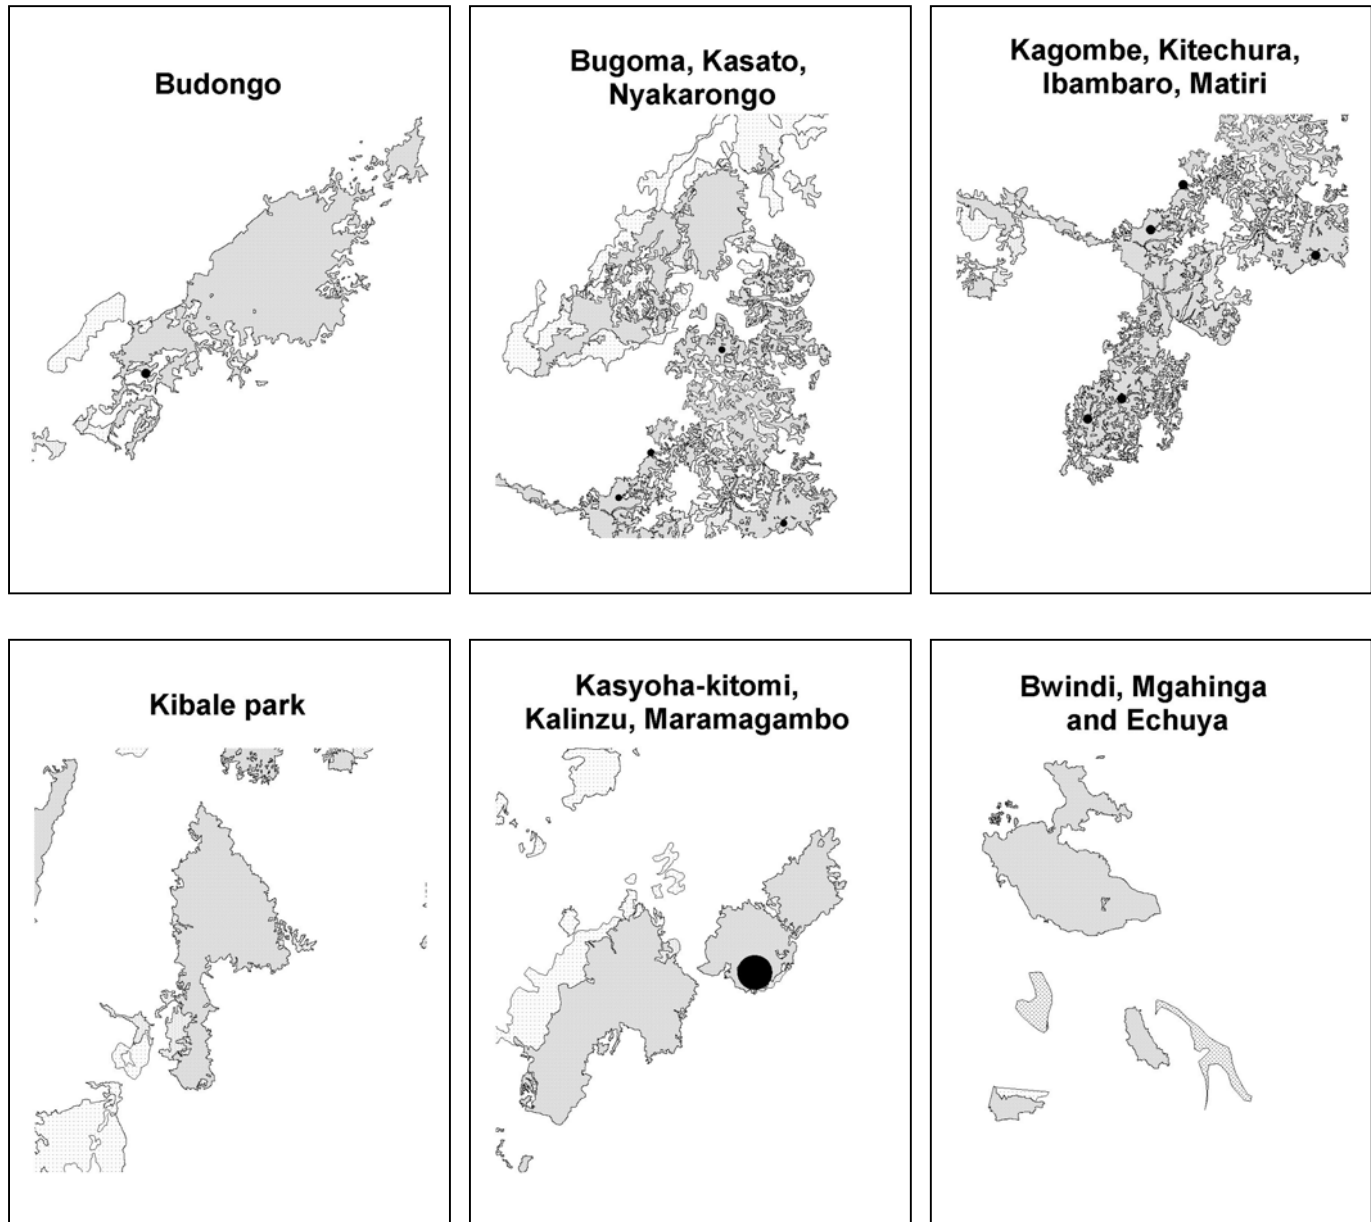 Budongo
Bugoma, Kasato,
Nyakarongo
Kagombe, Kitechura,
Ibambaro, Matiri
Kibale park
Kasyoha-kitomi,
Kalinzu, Maramagambo
Bwindi, Mgahinga
and Echuya